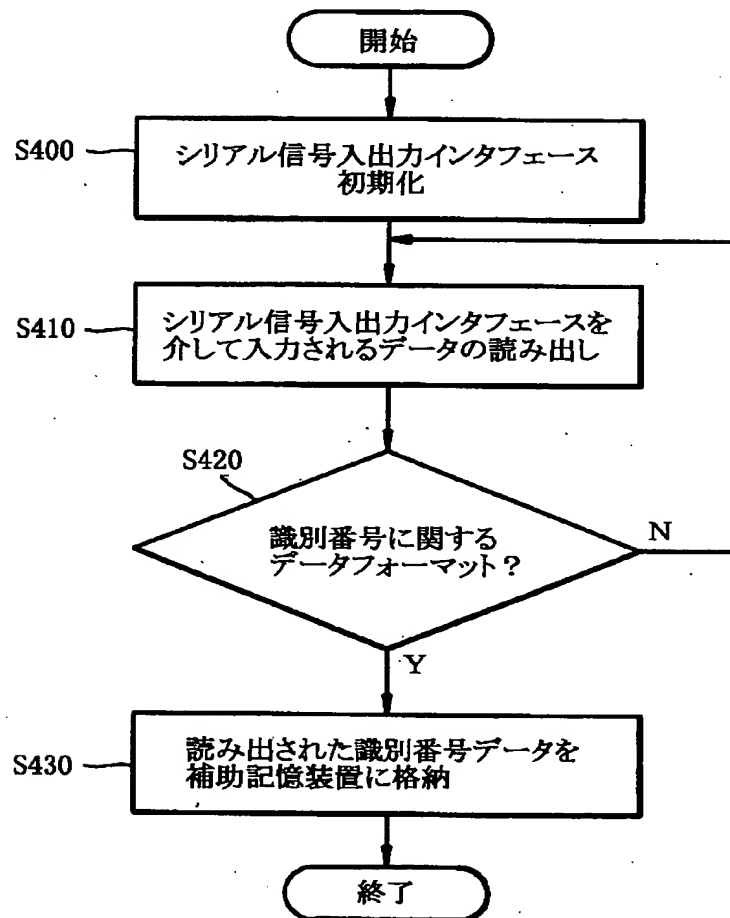 開始
S400
シリアル信号入出力インタフェース
初期化
S410
シリアル信号入出力インタフェースを
介して入力されるデータの読み出し
S420
識別番号に関する
データフォーマット?
N
Y
S430
読み出された識別番号データを
補助記憶装置に格納
終了